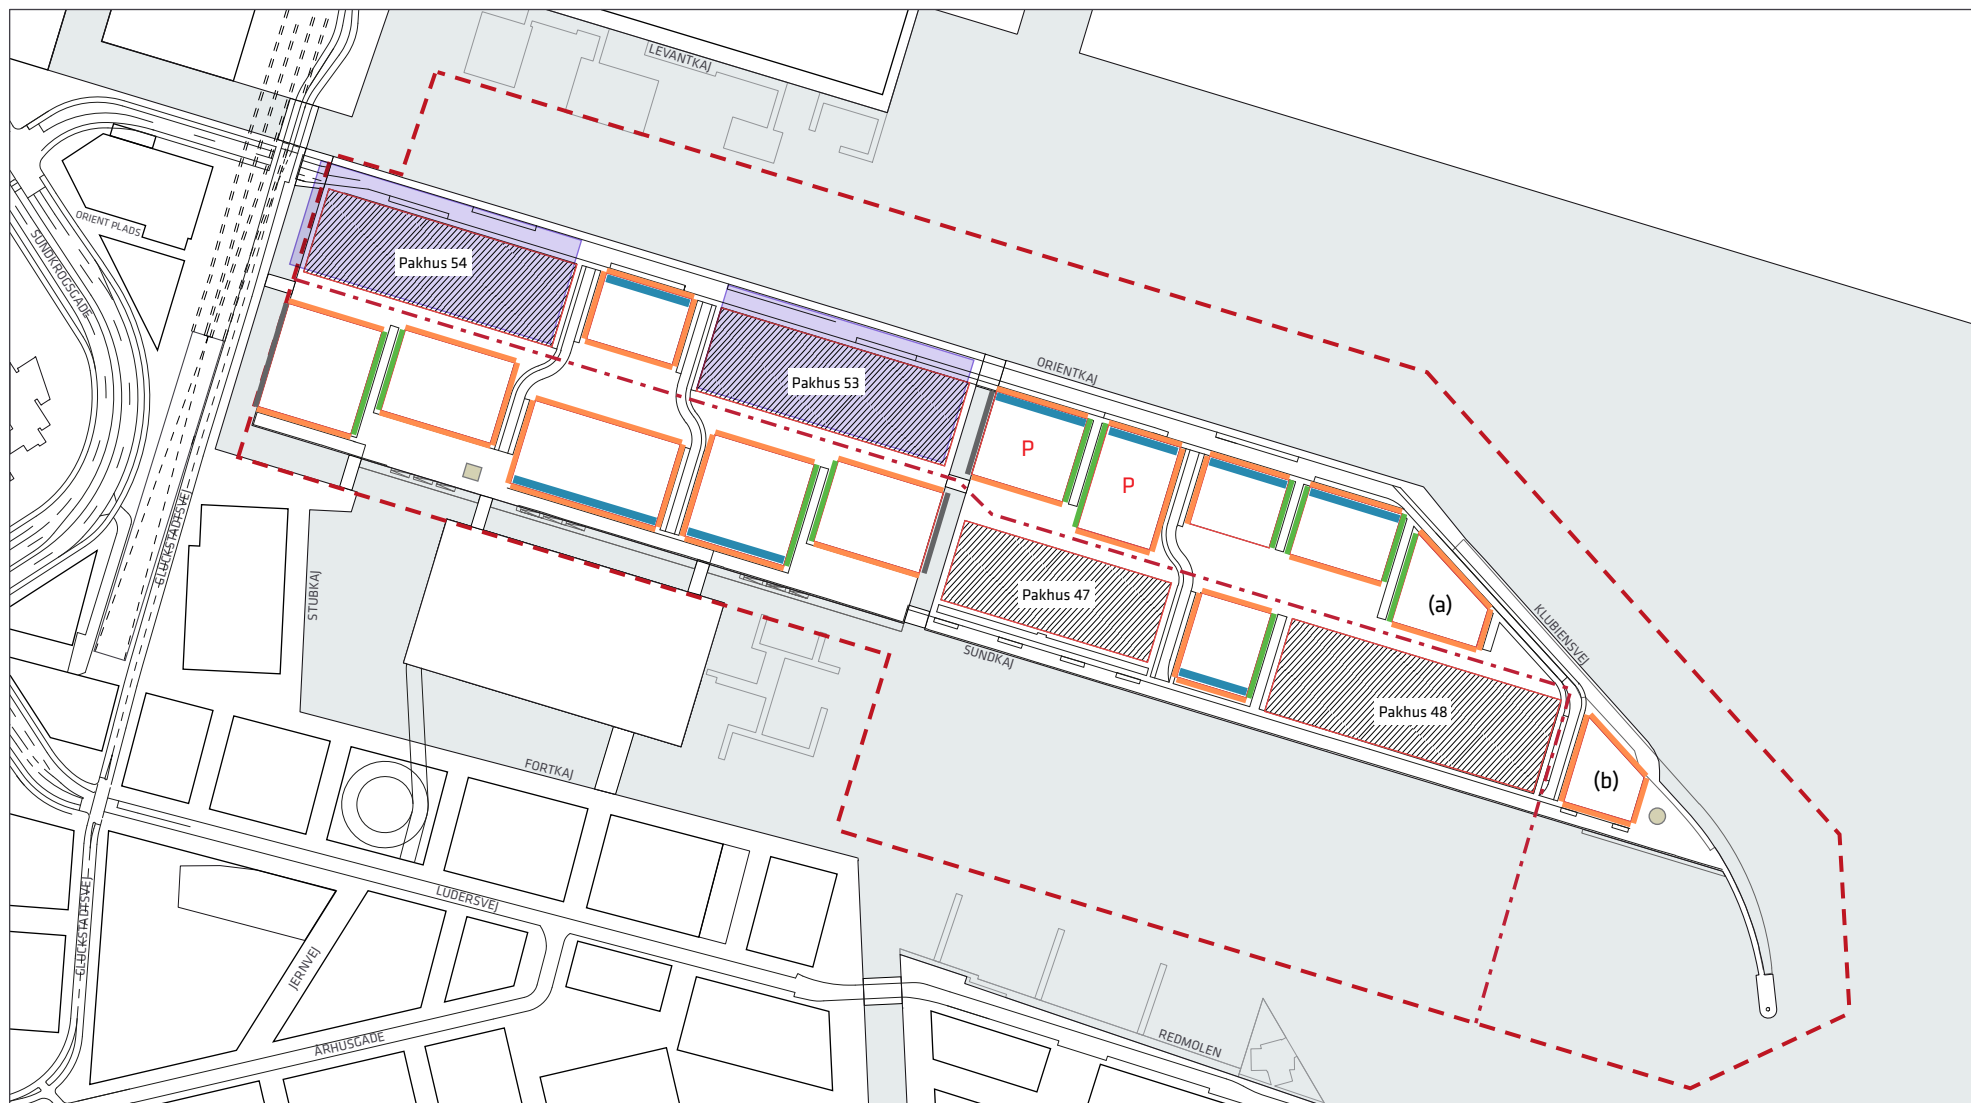 LEVANTKAJ
ORIENT PLADS
SUNDKROGSGADE
Pakhus 54
Pakhus 53
ORIENTKAJ
P
P
GLÜCKSTADTSVEJ
STUBKAJ
Pakhus 47
(a)
KLUBIENSVEJ
SUNDKAJ
Pakhus 48
(b)
FORTKAJ
LÜDERSVEJ
GLÜCKSTADTSVEJ
JERNVEJ
ÅRHUSGADE
REDMOLEN